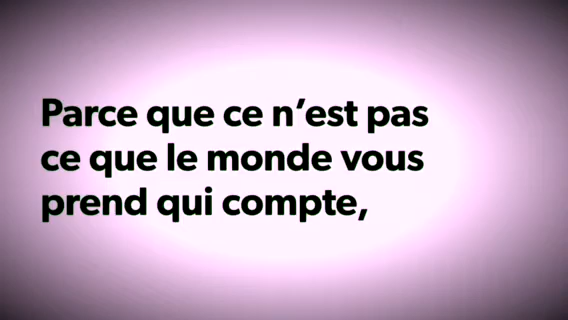 Parce que ce n’est pas
ce que le monde vous
prend qui compte,